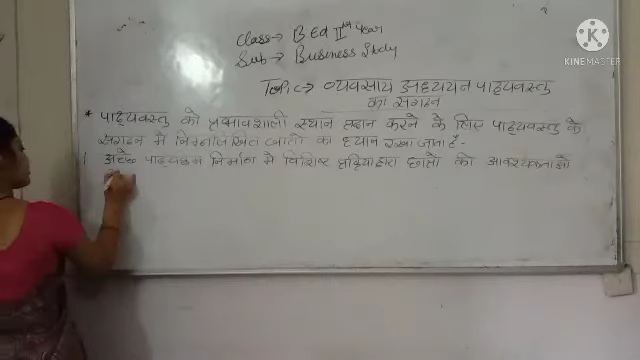 Class → B Ed IInd year
Sub → Business Study
Topic → व्यवसाय अध्ययन पाठ्यवस्तु
का संगठन
* पाठ्यवस्तु को प्रभावशाली स्थान प्रदान करने के लिए पाठ्यवस्तु के
संगठन में निम्नलिखित बातों का ध्यान रखा जाता है -
1 अच्छे पाठ्यक्रम निर्माण में विशिष्ट द्वारा छात्रों की आवश्यकताओं
KINEMASTER